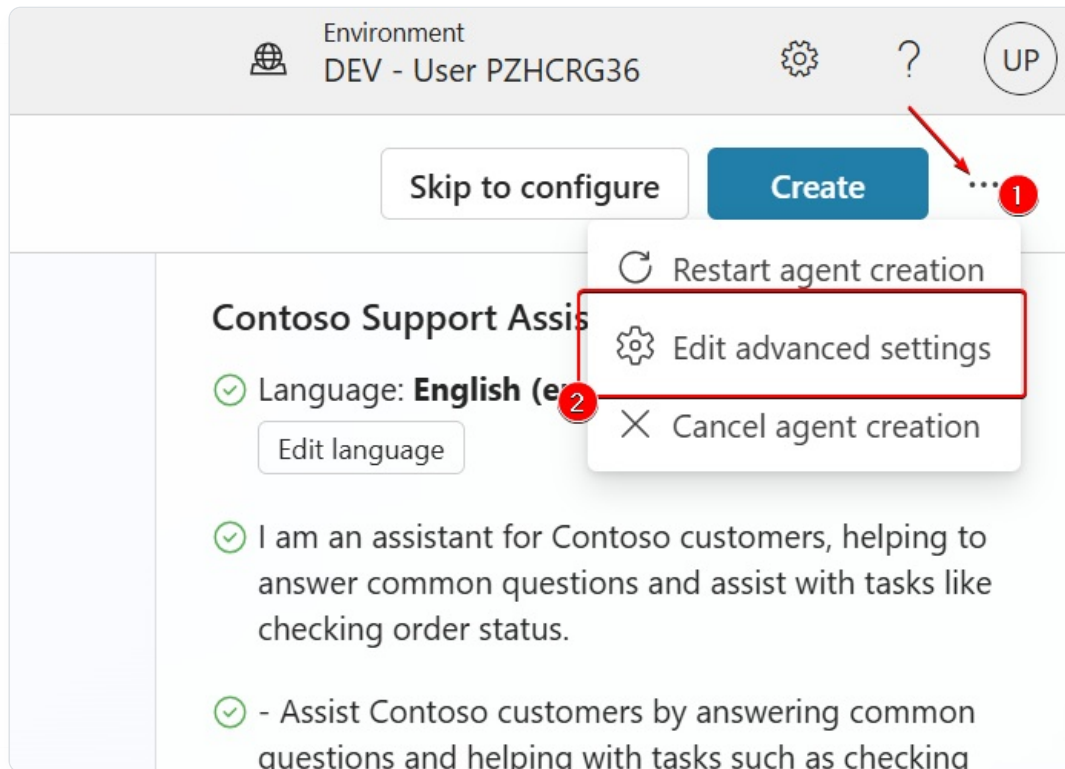 Environment
DEV - User PZHCRG36
?
UP
Skip to configure
Create
...
1
Restart agent creation
Contoso Support Assis
Edit advanced settings
Language: English (e
2
Cancel agent creation
Edit language
I am an assistant for Contoso customers, helping to
answer common questions and assist with tasks like
checking order status.
- Assist Contoso customers by answering common
questions and helping with tasks such as checking